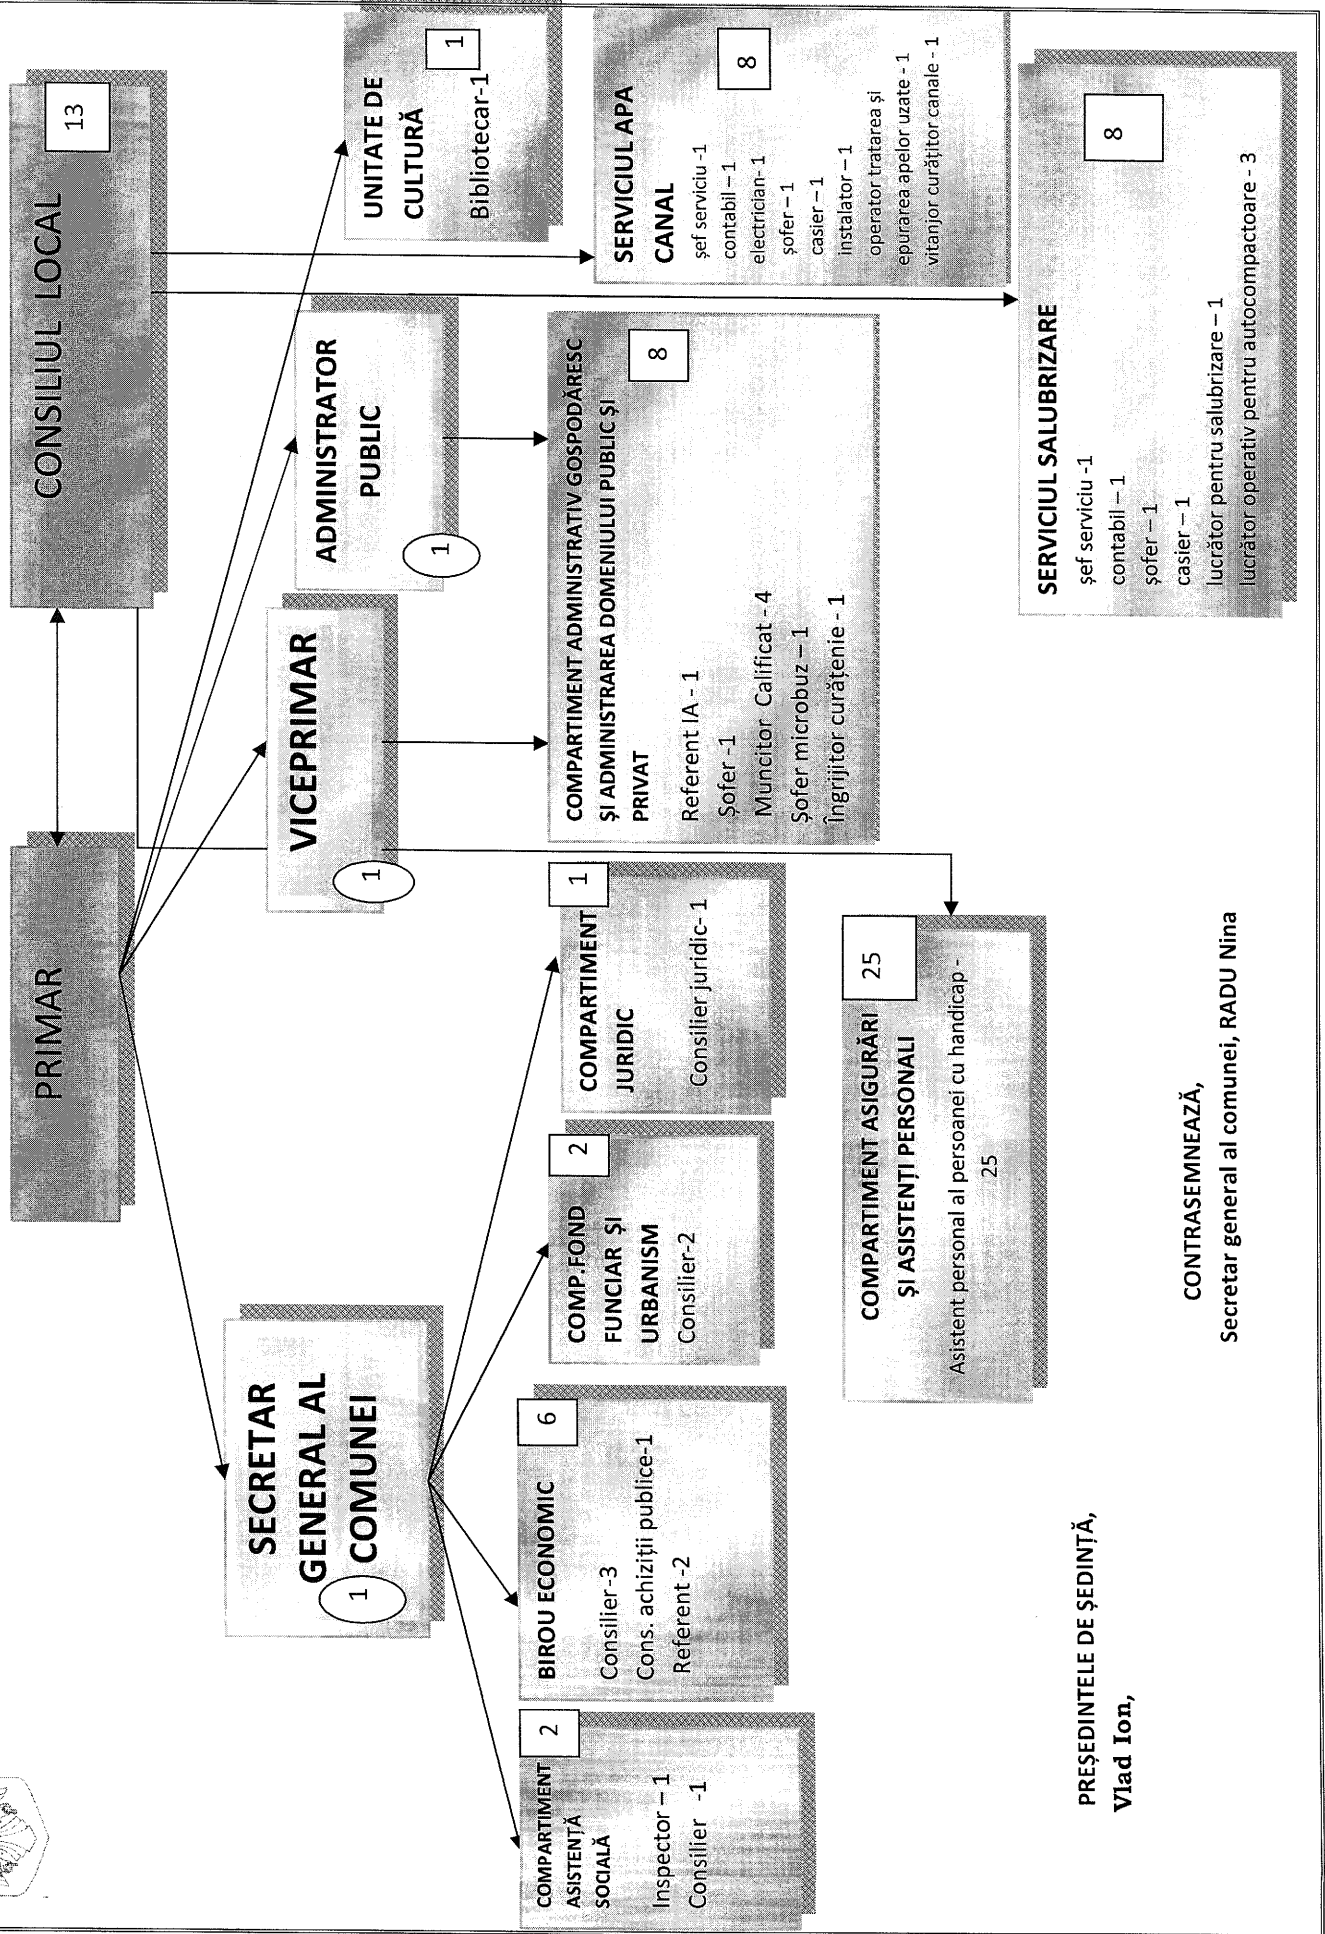 PRIMAR
CONSILIUL LOCAL
13
SECRETAR
GENERAL AL
COMUNEI
1
VICEPRIMAR
1
ADMINISTRATOR
PUBLIC
1
UNITATE DE
CULTURĂ
1
Bibliotecar-1
COMPARTIMENT
ASISTENŢĂ
SOCIALĂ
2
Inspector – 1
Consilier -1
BIROU ECONOMIC
6
Consilier-3
Cons. achiziții publice-1
Referent -2
COMP.FOND
FUNCIAR ȘI
URBANISM
2
Consilier-2
COMPARTIMENT
JURIDIC
1
Consilier juridic- 1
COMPARTIMENT ADMINISTRATIV GOSPODĂRESC
ŞI ADMINISTRAREA DOMENIULUI PUBLIC ŞI
PRIVAT
8
Referent IA - 1
Șofer -1
Muncitor Calificat - 4
Șofer microbuz – 1
Îngrijitor curățenie - 1
SERVICIUL APA
CANAL
8
șef serviciu -1
contabil – 1
electrician- 1
șofer – 1
casier – 1
instalator – 1
operator tratarea și
epurarea apelor uzate - 1
vitanjor curățitor canale - 1
COMPARTIMENT ASIGURĂRI
ŞI ASISTENŢI PERSONALI
25
Asistent personal al persoanei cu handicap -
25
SERVICIUL SALUBRIZARE
8
șef serviciu -1
contabil – 1
șofer – 1
casier – 1
lucrător pentru salubrizare – 1
lucrător operativ pentru autocompactoare - 3
PREŞEDINTELE DE ŞEDINŢĂ,
Vlad Ion,
CONTRASEMNEAZĂ,
Secretar general al comunei, RADU Nina